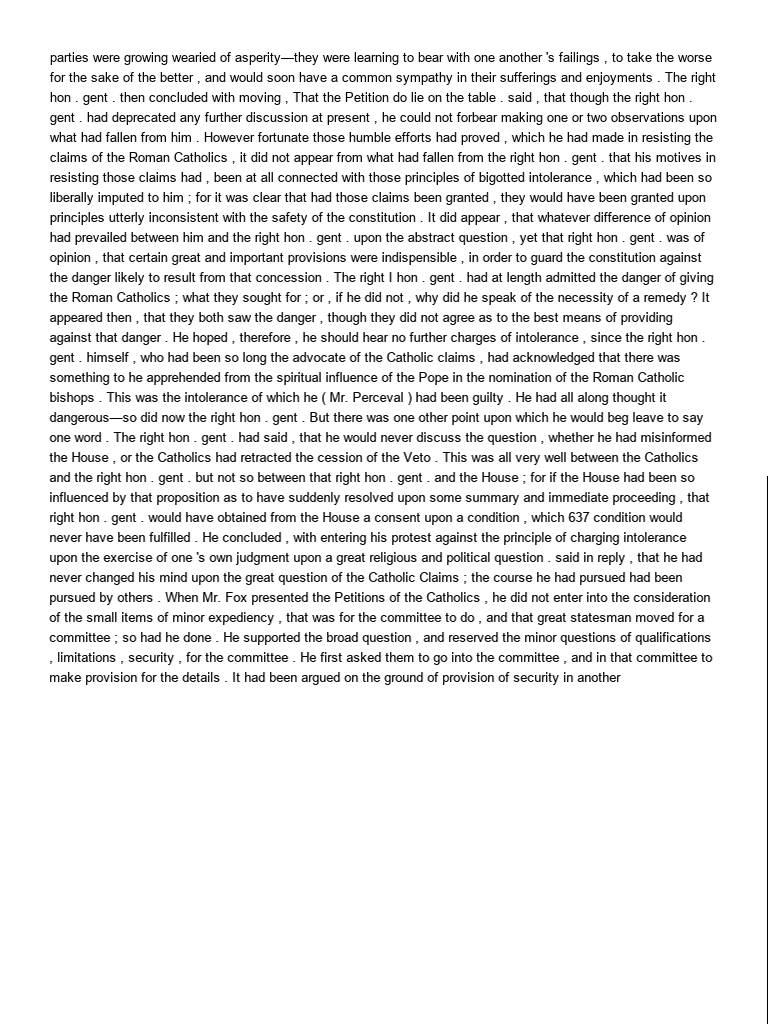 parties were growing wearied of asperity—they were learning to bear with one another 's failings , to take the worse
for the sake of the better , and would soon have a common sympathy in their sufferings and enjoyments . The right
hon . gent . then concluded with moving , That the Petition do lie on the table . said , that though the right hon .
gent . had deprecated any further discussion at present , he could not forbear making one or two observations upon
what had fallen from him . However fortunate those humble efforts had proved , which he had made in resisting the
claims of the Roman Catholics , it did not appear from what had fallen from the right hon . gent . that his motives in
resisting those claims had , been at all connected with those principles of bigotted intolerance , which had been so
liberally imputed to him ; for it was clear that had those claims been granted , they would have been granted upon
principles utterly inconsistent with the safety of the constitution . It did appear , that whatever difference of opinion
had prevailed between him and the right hon . gent . upon the abstract question , yet that right hon . gent . was of
opinion , that certain great and important provisions were indispensible , in order to guard the constitution against
the danger likely to result from that concession . The right I hon . gent . had at length admitted the danger of giving
the Roman Catholics ; what they sought for ; or , if he did not , why did he speak of the necessity of a remedy ? It
appeared then , that they both saw the danger , though they did not agree as to the best means of providing
against that danger . He hoped , therefore , he should hear no further charges of intolerance , since the right hon .
gent . himself , who had been so long the advocate of the Catholic claims , had acknowledged that there was
something to he apprehended from the spiritual influence of the Pope in the nomination of the Roman Catholic
bishops . This was the intolerance of which he ( Mr. Perceval ) had been guilty . He had all along thought it
dangerous—so did now the right hon . gent . But there was one other point upon which he would beg leave to say
one word . The right hon . gent . had said , that he would never discuss the question , whether he had misinformed
the House , or the Catholics had retracted the cession of the Veto . This was all very well between the Catholics
and the right hon . gent . but not so between that right hon . gent . and the House ; for if the House had been so
influenced by that proposition as to have suddenly resolved upon some summary and immediate proceeding , that
right hon . gent . would have obtained from the House a consent upon a condition , which 637 condition would
never have been fulfilled . He concluded , with entering his protest against the principle of charging intolerance
upon the exercise of one 's own judgment upon a great religious and political question . said in reply , that he had
never changed his mind upon the great question of the Catholic Claims ; the course he had pursued had been
pursued by others . When Mr. Fox presented the Petitions of the Catholics , he did not enter into the consideration
of the small items of minor expediency , that was for the committee to do , and that great statesman moved for a
committee ; so had he done . He supported the broad question , and reserved the minor questions of qualifications
, limitations , security , for the committee . He first asked them to go into the committee , and in that committee to
make provision for the details . It had been argued on the ground of provision of security in another